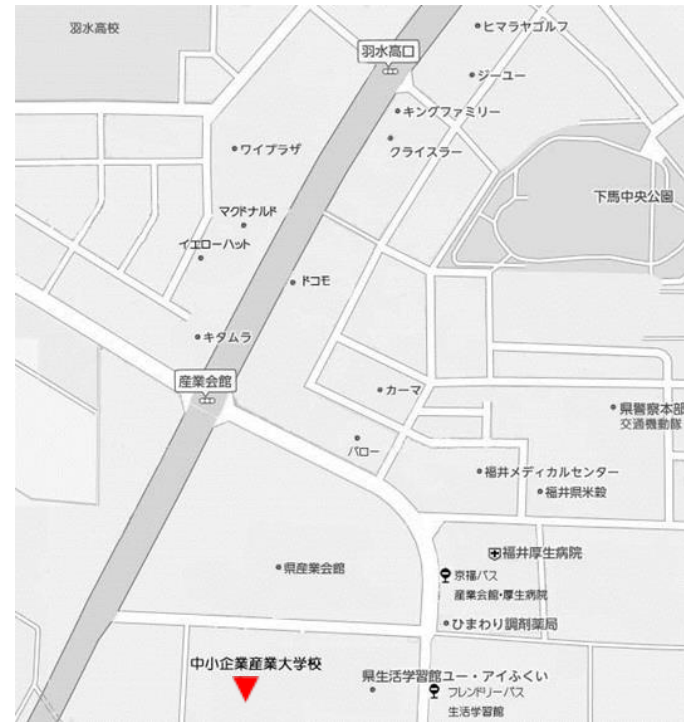 羽水高校
ヒマラヤゴルフ
羽水高口
ジーユー
キングファミリー
クライスラー
ワイプラザ
下馬中央公園
マクドナルド
イエローハット
ドコモ
キタムラ
産業会館
カーマ
県警察本部
交通機動隊
バロー
福井メディカルセンター
福井県米穀
福井厚生病院
県産業会館
京福バス
産業会館・厚生病院
ひまわり調剤薬局
中小企業産業大学校
県生活学習館ユー・アイふくい
フレンドリーバス
生活学習館